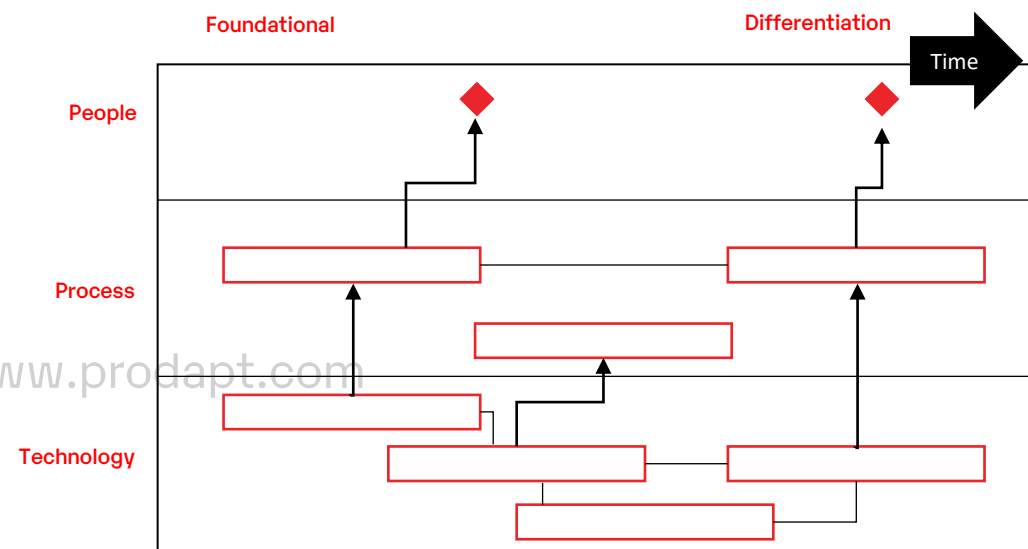 Foundational
Differentiation
Time
People
Process
www.prodapt.com
Technology